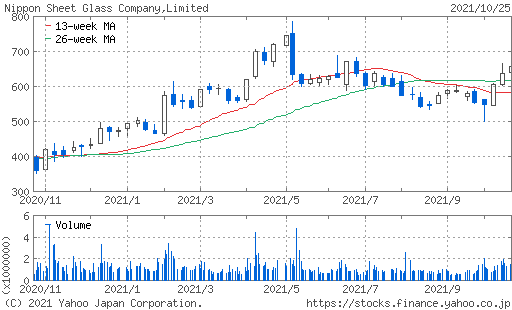 Nippon Sheet Glass Company,Limited 2021/10/25
800
13-week MA
26-week MA
700
600
500
400
300
2020/11 2021/1 2021/3 2021/5 2021/7 2021/9
6
Volume
4
2
0
(x1000000)
2020/11 2021/1 2021/3 2021/5 2021/7 2021/9
(C) 2021 Yahoo Japan Corporation. https://stocks.finance.yahoo.co.jp/